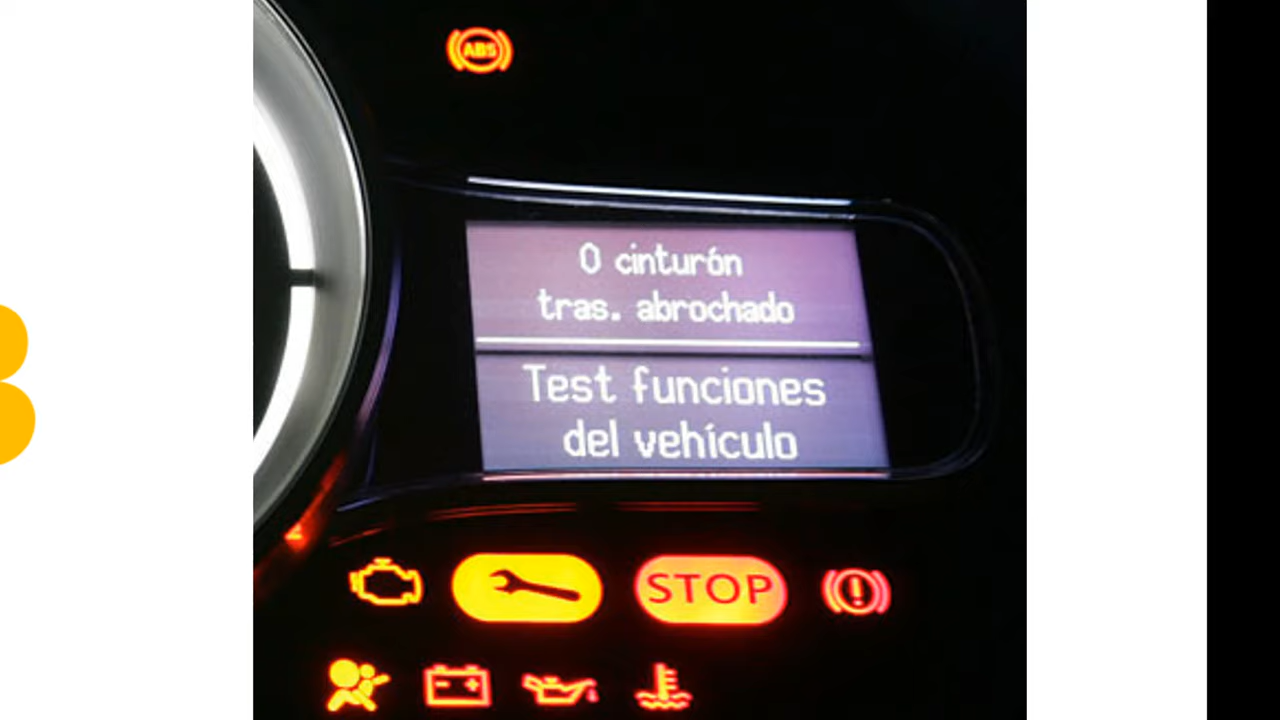 ABS
0 cinturón
tras. abrochado
Test funciones
del vehículo
STOP